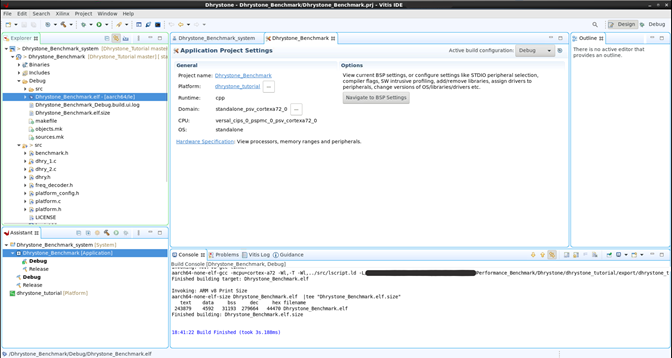 Dhrystone - Dhrystone_Benchmark/Dhrystone_Benchmark.prj - Vitis IDE
File Edit Search Xilinx Project Window Help
Design Debug
Explorer
Dhrystone_Benchmark_system [Dhrystone_Tutorial master]
Dhrystone_Benchmark [Dhrystone_Tutorial master]
Binaries
Includes
Debug
src
Dhrystone_Benchmark.elf - [aarch64/le]
Dhrystone_Benchmark_Debug.build.ui.log
Dhrystone_Benchmark.elf.size
makefile
objects.mk
sources.mk
src
benchmark.h
dhry_1.c
dhry_2.c
dhry.h
freq_decoder.h
platform_config.h
platform.c
platform.h
LICENSE
Assistant
Dhrystone_Benchmark_system [System]
Dhrystone_Benchmark [Application]
Debug
Release
Debug
Release
dhrystone_tutorial [Platform]
Dhrystone_Benchmark_system Dhrystone_Benchmark
Application Project Settings
Active build configuration: Debug
General
Project name: Dhrystone_Benchmark
Platform: dhrystone_tutorial ...
Runtime: cpp
Domain: standalone_psv_cortexa72_0 ...
CPU: versal_cips_0_pspmc_0_psv_cortexa72_0
OS: standalone
Hardware Specification: View processors, memory ranges and peripherals.
Options
View current BSP settings, or configure settings like STDIO peripheral selection,
compiler flags, SW intrusive profiling, add/remove libraries, assign drivers to
peripherals, change versions of OS/libraries/drivers etc.
Navigate to BSP Settings
Outline
There is no active editor that
provides an outline.
Console Problems Vitis Log Guidance
Build Console [Dhrystone_Benchmark, Debug]
aarch64-none-elf-gcc -mcpu=cortex-a72 -Wl,-T -Wl,../src/lscript.ld -L Performance_Benchmark/Dhrystone/dhrystone_tutorial/export/dhrystone_t
Finished building target: Dhrystone_Benchmark.elf
Invoking: ARM v8 Print Size
aarch64-none-elf-size Dhrystone_Benchmark.elf |tee "Dhrystone_Benchmark.elf.size"
text data bss dec hex filename
243879 4592 31193 279664 44470 Dhrystone_Benchmark.elf
Finished building: Dhrystone_Benchmark.elf.size
18:41:22 Build Finished (took 3s.188ms)
/Dhrystone_Benchmark/Debug/Dhrystone_Benchmark.elf